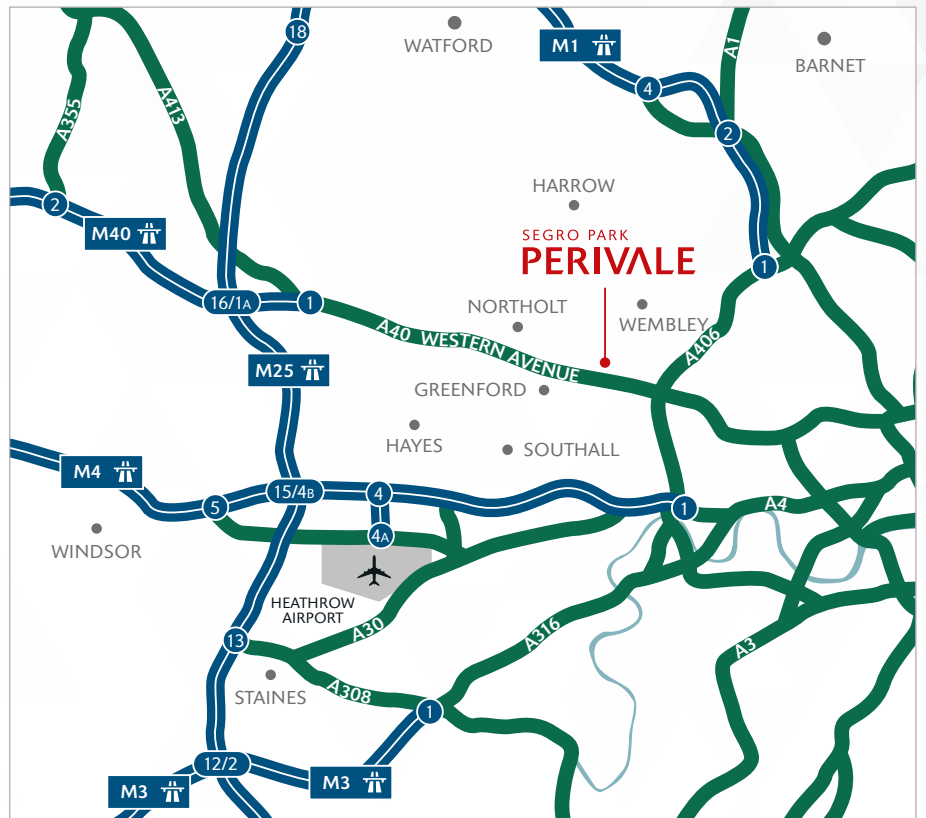 18
WATFORD
M1
A1
BARNET
4
A355
A413
2
HARROW
2
M40
SEGRO PARK
PERIVALE
1
16/1A
1
NORTHOLT
WEMBLEY
A40 WESTERN AVENUE
A406
M25
GREENFORD
HAYES
SOUTHALL
M4
15/4B
4
5
1
A4
WINDSOR
4A
HEATHROW
AIRPORT
13
A30
A316
A3
STAINES
A308
1
12/2
M3
M3